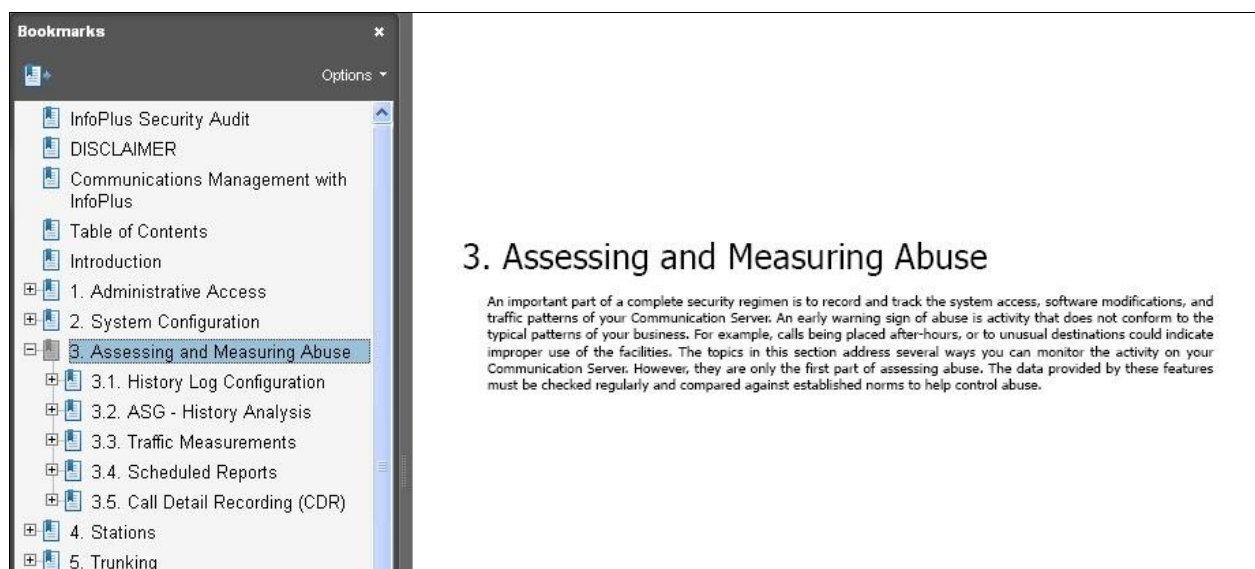 Bookmarks
Options
InfoPlus Security Audit
DISCLAIMER
Communications Management with
InfoPlus
Table of Contents
Introduction
1. Administrative Access
2. System Configuration
3. Assessing and Measuring Abuse
3.1. History Log Configuration
3.2. ASG - History Analysis
3.3. Traffic Measurements
3.4. Scheduled Reports
3.5. Call Detail Recording (CDR)
4. Stations
5. Trunking
3. Assessing and Measuring Abuse
An important part of a complete security regimen is to record and track the system access, software modifications, and
traffic patterns of your Communication Server. An early warning sign of abuse is activity that does not conform to the
typical patterns of your business. For example, calls being placed after-hours, or to unusual destinations could indicate
improper use of the facilities. The topics in this section address several ways you can monitor the activity on your
Communication Server. However, they are only the first part of assessing abuse. The data provided by these features
must be checked regularly and compared against established norms to help control abuse.